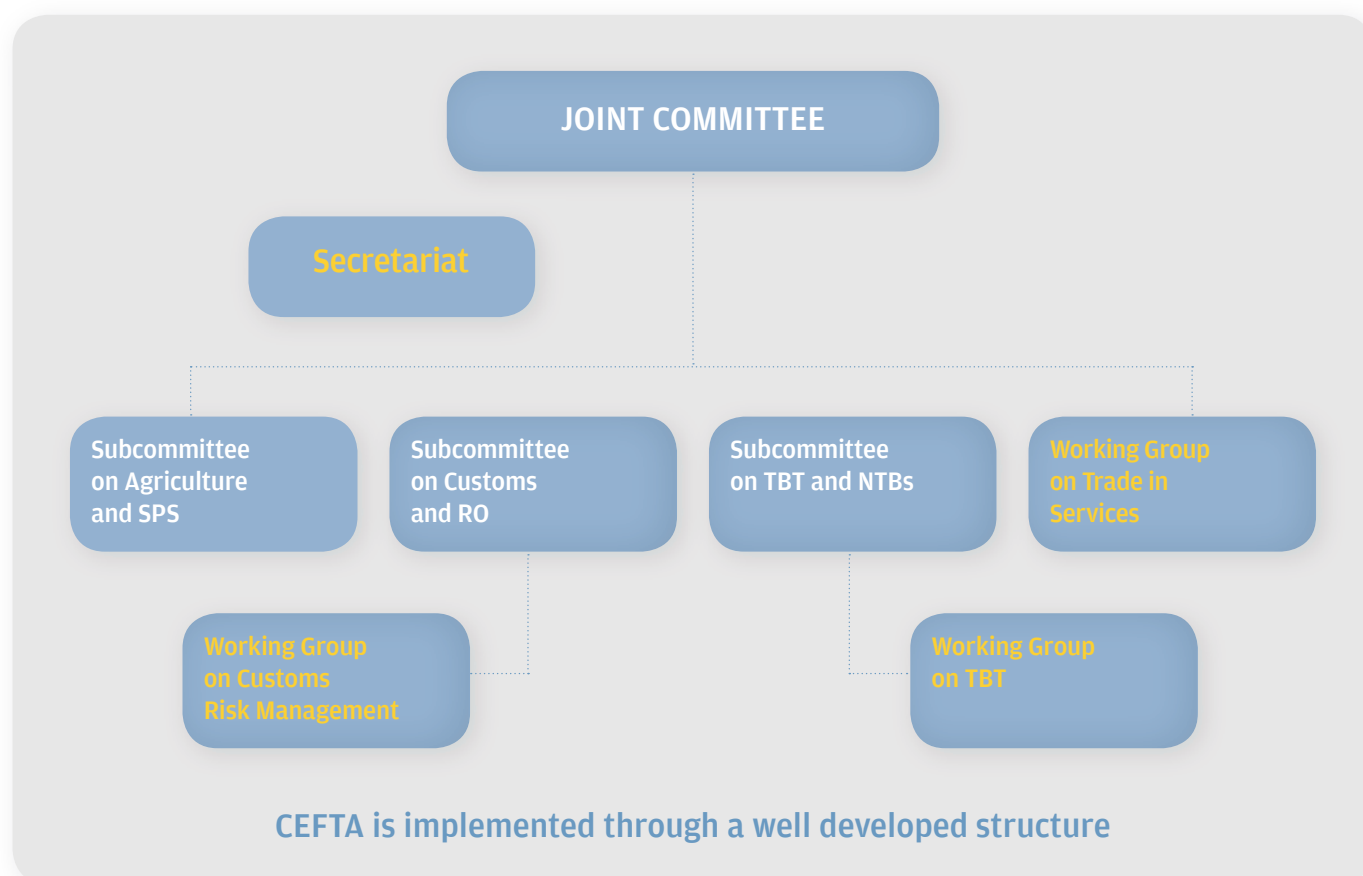 JOINT COMMITTEE
Secretariat
Subcommittee
on Agriculture
and SPS
Subcommittee
on Customs
and RO
Subcommittee
on TBT and NTBs
Working Group
on Trade in
Services
Working Group
on Customs
Risk Management
Working Group
on TBT
CEFTA is implemented through a well developed structure